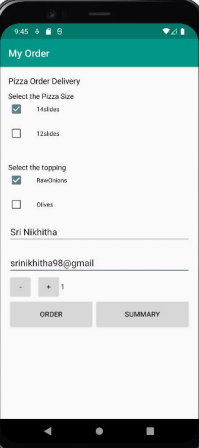 9:45
My Order
Pizza Order Delivery
Select the Pizza Size
14slides
12slides
Select the topping
RawOnions
Olives
Sri Nikhitha
srinikhitha98@gmail
- + 1
ORDER SUMMARY